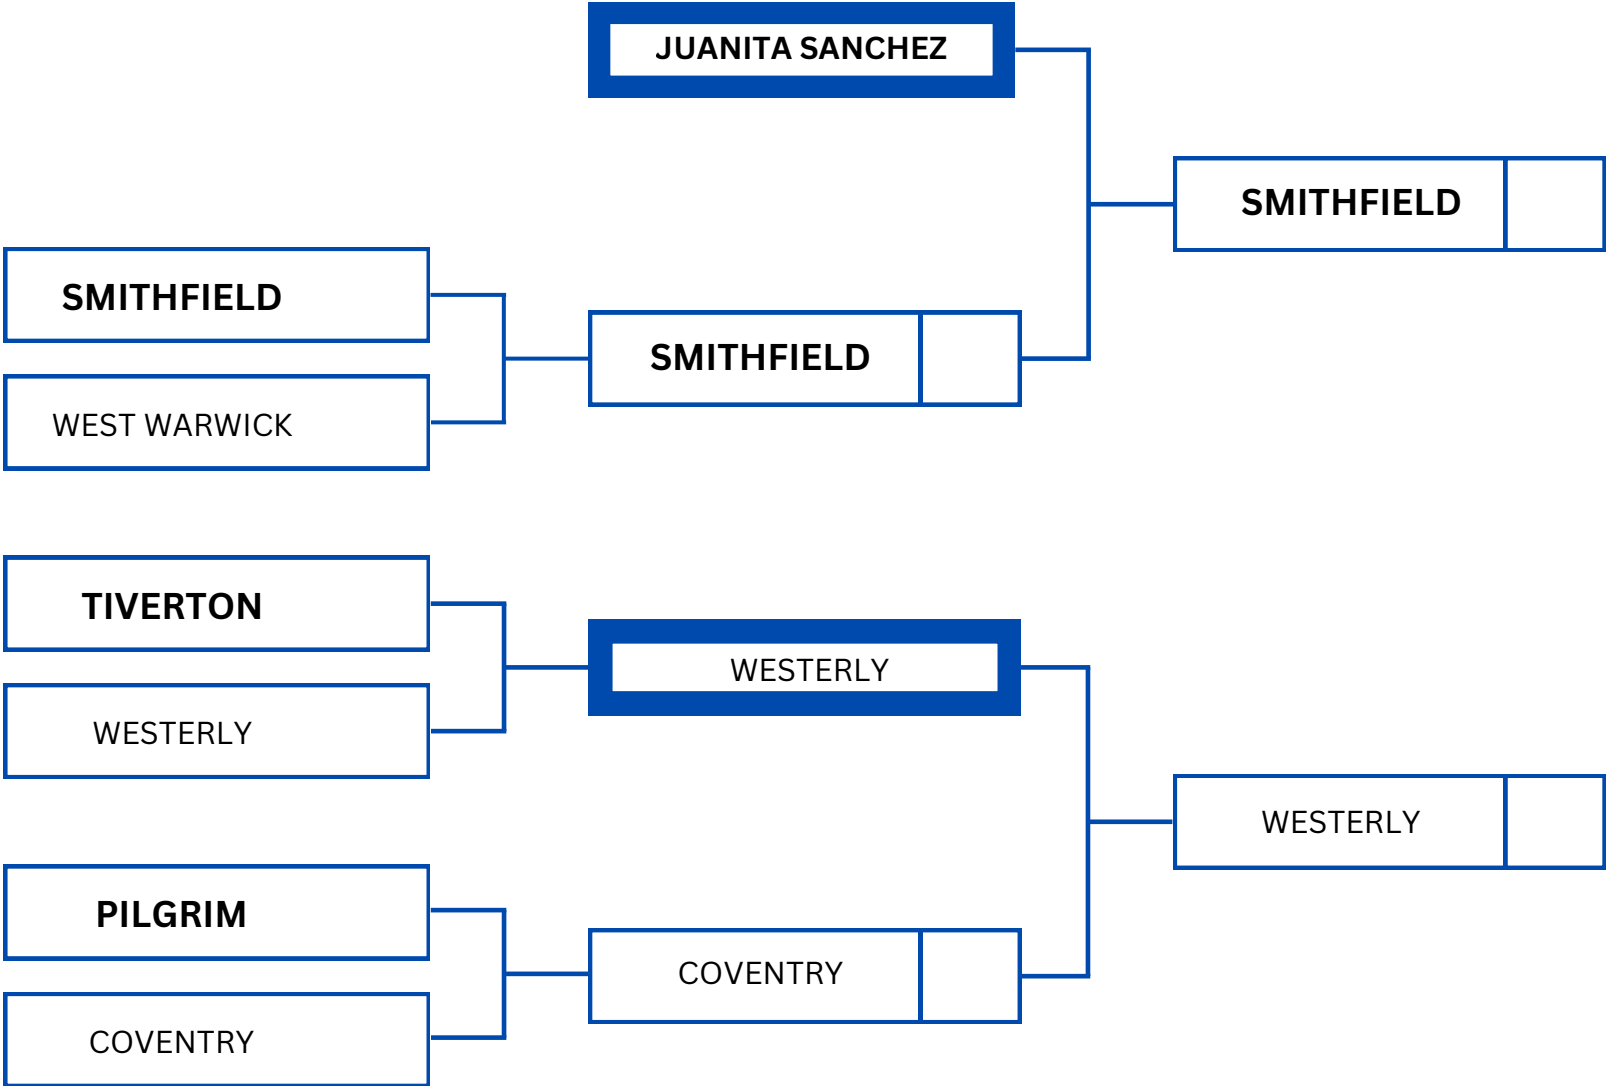 JUANITA SANCHEZ
SMITHFIELD
SMITHFIELD
SMITHFIELD
WEST WARWICK
TIVERTON
WESTERLY
WESTERLY
WESTERLY
PILGRIM
COVENTRY
COVENTRY